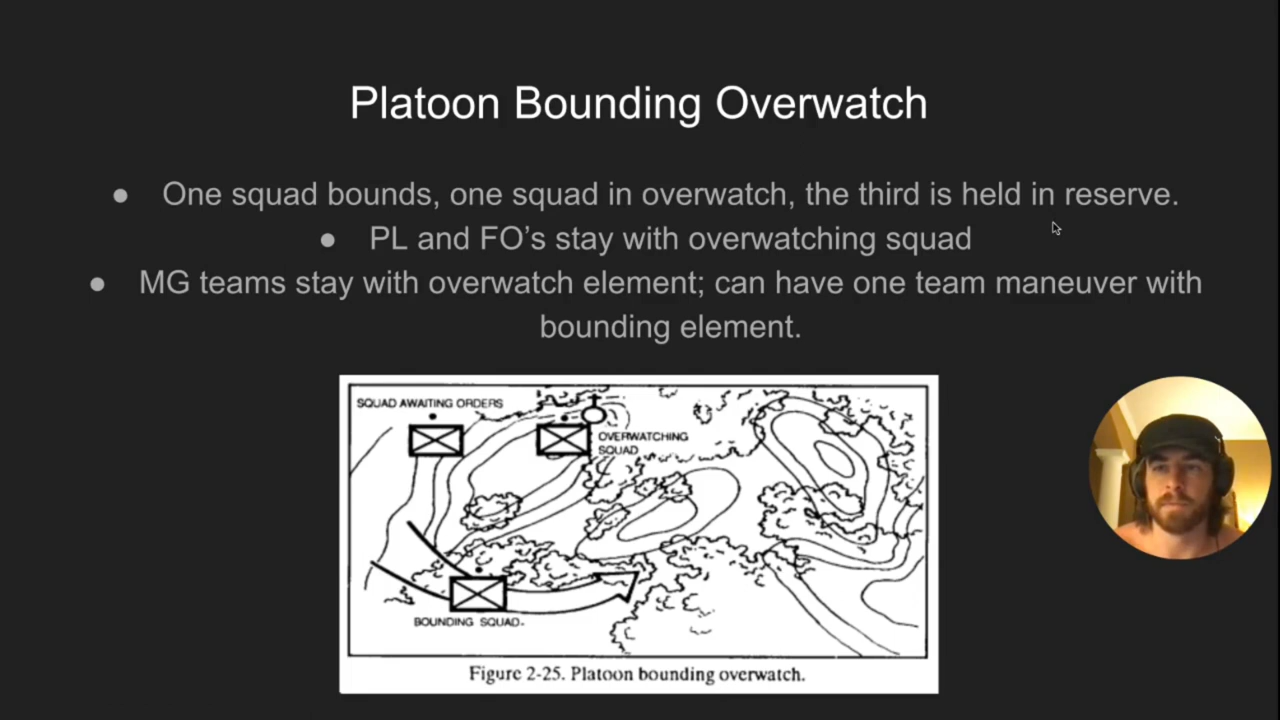 Platoon Bounding Overwatch
● One squad bounds, one squad in overwatch, the third is held in reserve.
● PL and FO’s stay with overwatching squad
● MG teams stay with overwatch element; can have one team maneuver with
bounding element.
SQUAD AWAITING ORDERS
OVERWATCHING
SQUAD
BOUNDING SQUAD.
Figure 2-25. Platoon bounding overwatch.